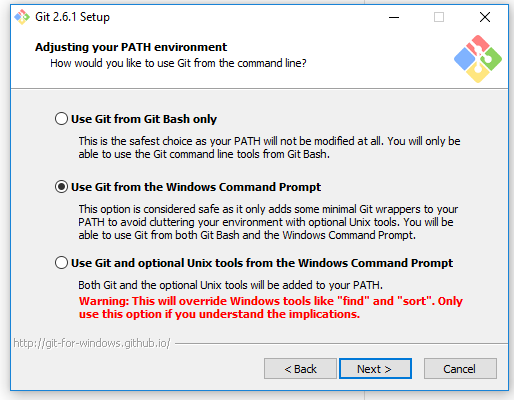 Git 2.6.1 Setup
Adjusting your PATH environment
How would you like to use Git from the command line?
Use Git from Git Bash only
This is the safest choice as your PATH will not be modified at all. You will only be
able to use the Git command line tools from Git Bash.
Use Git from the Windows Command Prompt
This option is considered safe as it only adds some minimal Git wrappers to your
PATH to avoid cluttering your environment with optional Unix tools. You will be
able to use Git from both Git Bash and the Windows Command Prompt.
Use Git and optional Unix tools from the Windows Command Prompt
Both Git and the optional Unix tools will be added to your PATH.
Warning: This will override Windows tools like "find" and "sort". Only
use this option if you understand the implications.
http://git-for-windows.github.io/
< Back Next > Cancel